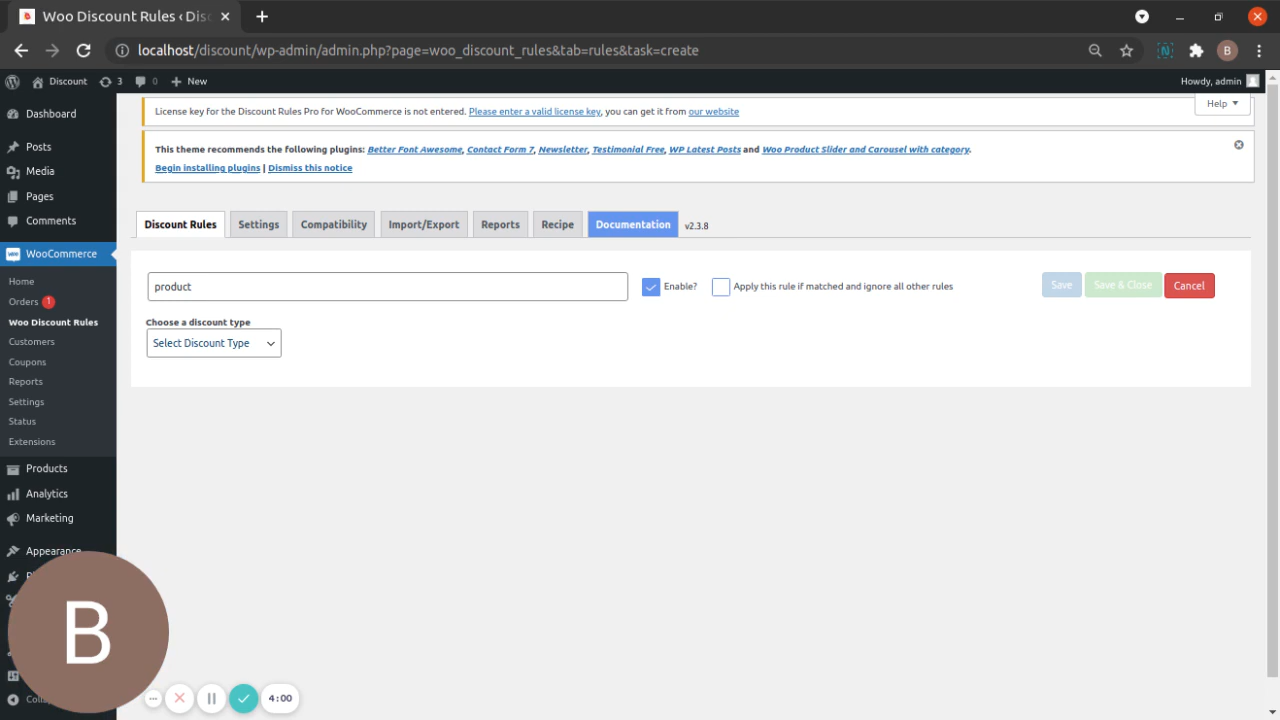 Woo Discount Rules ‹ Disc
localhost/discount/wp-admin/admin.php?page=woo_discount_rules&tab=rules&task=create
B
Discount 3 0 New
Howdy, admin
License key for the Discount Rules Pro for WooCommerce is not entered. Please enter a valid license key, you can get it from our website
Help
This theme recommends the following plugins: Better Font Awesome, Contact Form 7, Newsletter, Testimonial Free, WP Latest Posts and Woo Product Slider and Carousel with category.
Begin installing plugins | Dismiss this notice
Dashboard
Posts
Media
Pages
Comments
WooCommerce
Home
Orders 1
Woo Discount Rules
Customers
Coupons
Reports
Settings
Status
Extensions
Products
Analytics
Marketing
Appearance
Discount Rules Settings Compatibility Import/Export Reports Recipe Documentation v2.3.8
product
Enable?
Apply this rule if matched and ignore all other rules
Save Save & Close Cancel
Choose a discount type
Select Discount Type
B
4:00